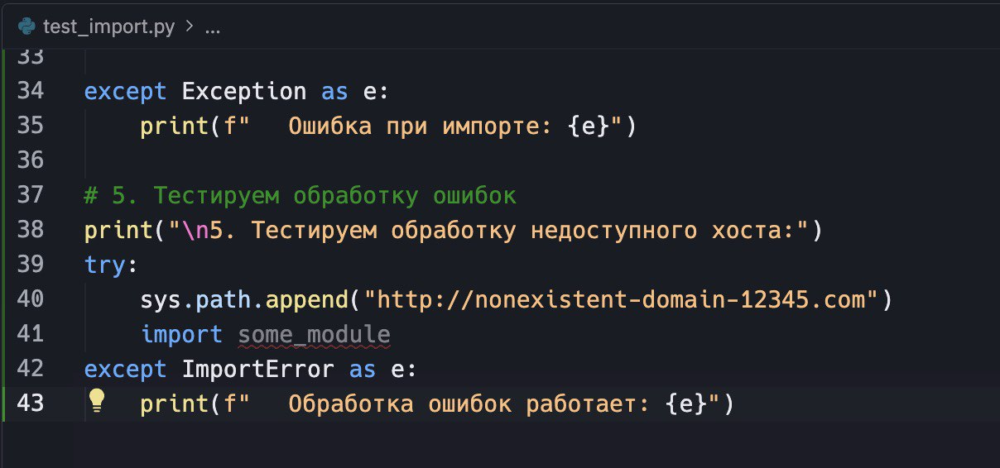 test_import.py > ...
33
34 except Exception as e:
35     print(f"   Ошибка при импорте: {e}")
36
37 # 5. Тестируем обработку ошибок
38 print("\n5. Тестируем обработку недоступного хоста:")
39 try:
40     sys.path.append("http://nonexistent-domain-12345.com")
41     import some_module
42 except ImportError as e:
43     print(f"   Обработка ошибок работает: {e}")